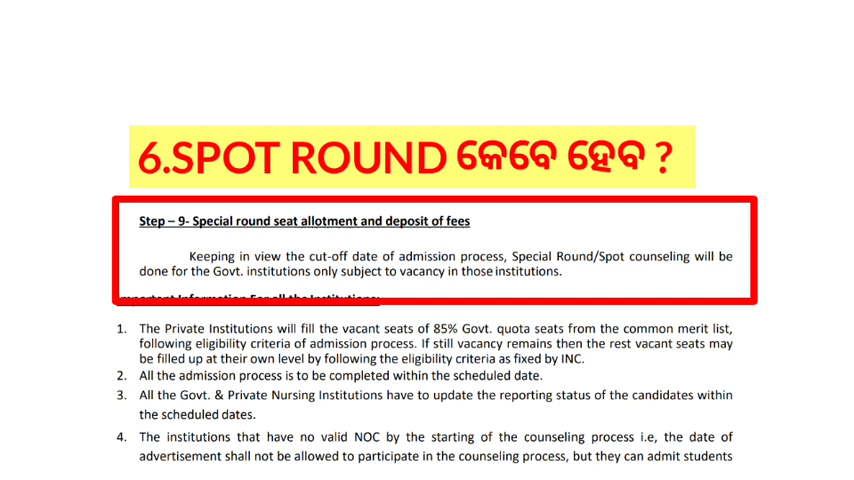 6.SPOT ROUND କେବେ ହେବ ?
Step – 9- Special round seat allotment and deposit of fees
Keeping in view the cut-off date of admission process, Special Round/Spot counseling will be
done for the Govt. institutions only subject to vacancy in those institutions.
Important Information For all the Institutions:
1. The Private Institutions will fill the vacant seats of 85% Govt. quota seats from the common merit list,
following eligibility criteria of admission process. If still vacancy remains then the rest vacant seats may
be filled up at their own level by following the eligibility criteria as fixed by INC.
2. All the admission process is to be completed within the scheduled date.
3. All the Govt. & Private Nursing Institutions have to update the reporting status of the candidates within
the scheduled dates.
4. The institutions that have no valid NOC by the starting of the counseling process i.e, the date of
advertisement shall not be allowed to participate in the counseling process, but they can admit students